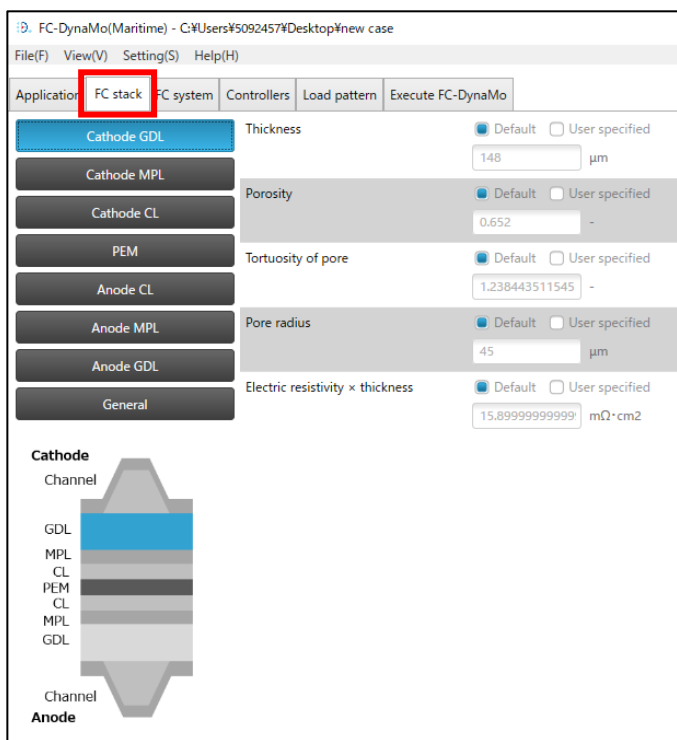 FC-DynaMo(Maritime) - C:¥Users¥5092457¥Desktop¥new case
File(F) View(V) Setting(S) Help(H)
Application FC stack FC system Controllers Load pattern Execute FC-DynaMo
Cathode GDL
Cathode MPL
Cathode CL
PEM
Anode CL
Anode MPL
Anode GDL
General
Thickness Default User specified
148 µm
Porosity Default User specified
0.652 -
Tortuosity of pore Default User specified
1.238443511545 -
Pore radius Default User specified
45 µm
Electric resistivity × thickness Default User specified
15.89999999999 mΩ·cm2
Cathode
Channel
GDL
MPL
CL
PEM
CL
MPL
GDL
Channel
Anode